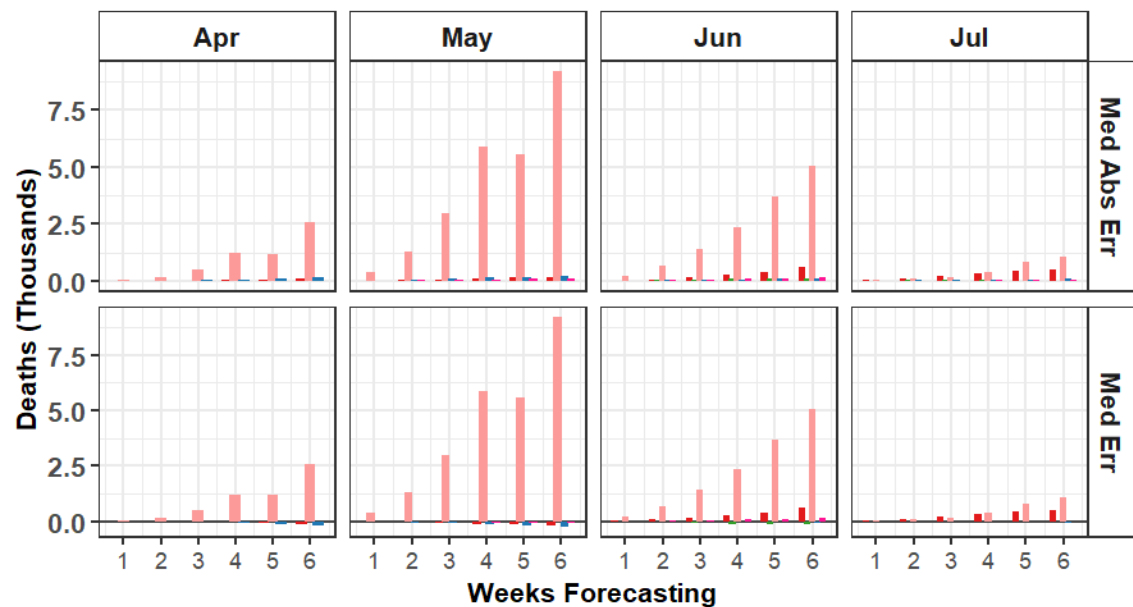 Apr May Jun Jul
Deaths (Thousands)
7.5
5.0
2.5
0.0
Med Abs Err
7.5
5.0
2.5
0.0
Med Err
1 2 3 4 5 6 1 2 3 4 5 6 1 2 3 4 5 6 1 2 3 4 5 6
Weeks Forecasting